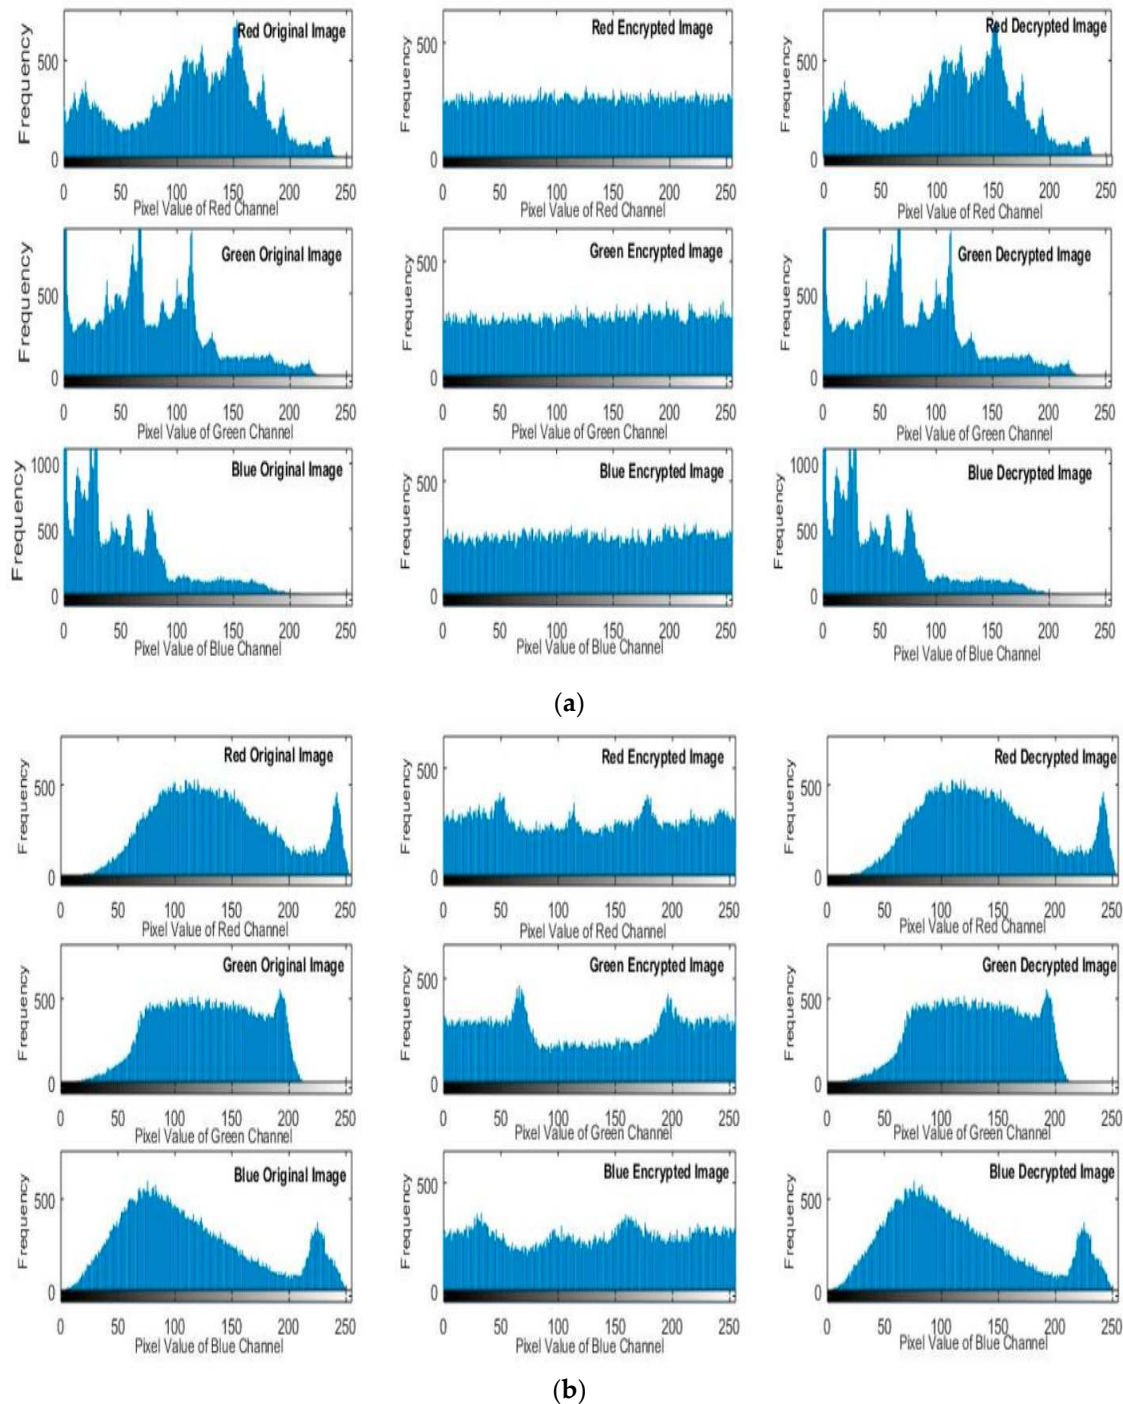 Red Original Image
Frequency
500
0
0 50 100 150 200 250
Pixel Value of Red Channel
Red Encrypted Image
Frequency
500
0
0 50 100 150 200 250
Pixel Value of Red Channel
Red Decrypted Image
Frequency
500
0
0 50 100 150 200 250
Pixel Value of Red Channel
Green Original Image
Frequency
500
0
0 50 100 150 200 250
Pixel Value of Green Channel
Green Encrypted Image
Frequency
500
0
0 50 100 150 200 250
Pixel Value of Green Channel
Green Decrypted Image
Frequency
500
0
0 50 100 150 200 250
Pixel Value of Green Channel
Blue Original Image
Frequency
1000
500
0
0 50 100 150 200 250
Pixel Value of Blue Channel
Blue Encrypted Image
Frequency
500
0
0 50 100 150 200 250
Pixel Value of Blue Channel
Blue Decrypted Image
Frequency
1000
500
0
0 50 100 150 200 250
Pixel Value of Blue Channel
(a)
Red Original Image
Frequency
500
0
0 50 100 150 200 250
Pixel Value of Red Channel
Red Encrypted Image
Frequency
500
0
0 50 100 150 200 250
Pixel Value of Red Channel
Red Decrypted Image
Frequency
500
0
0 50 100 150 200 250
Pixel Value of Red Channel
Green Original Image
Frequency
500
0
0 50 100 150 200 250
Pixel Value of Green Channel
Green Encrypted Image
Frequency
500
0
0 50 100 150 200 250
Pixel Value of Green Channel
Green Decrypted Image
Frequency
500
0
0 50 100 150 200 250
Pixel Value of Green Channel
Blue Original Image
Frequency
500
0
0 50 100 150 200 250
Pixel Value of Blue Channel
Blue Encrypted Image
Frequency
500
0
0 50 100 150 200 250
Pixel Value of Blue Channel
Blue Decrypted Image
Frequency
500
0
0 50 100 150 200 250
Pixel Value of Blue Channel
(b)